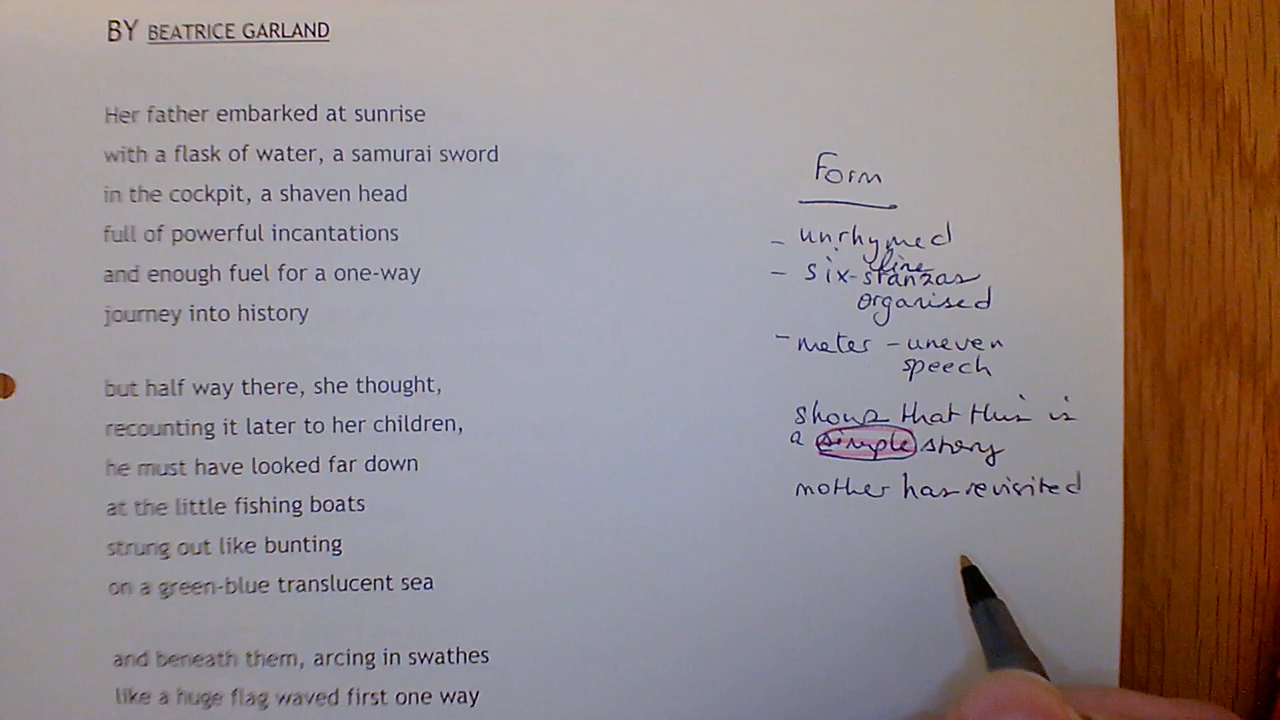 BY BEATRICE GARLAND
Her father embarked at sunrise
with a flask of water, a samurai sword
in the cockpit, a shaven head
full of powerful incantations
and enough fuel for a one-way
journey into history
but half way there, she thought,
recounting it later to her children,
he must have looked far down
at the little fishing boats
strung out like bunting
on a green-blue translucent sea
and beneath them, arcing in swathes
like a huge flag waved first one way
Form
- unrhymed
line
- six-stanzas
organised
- meter - uneven
speech
shows that this is
a simple story
mother has revisited